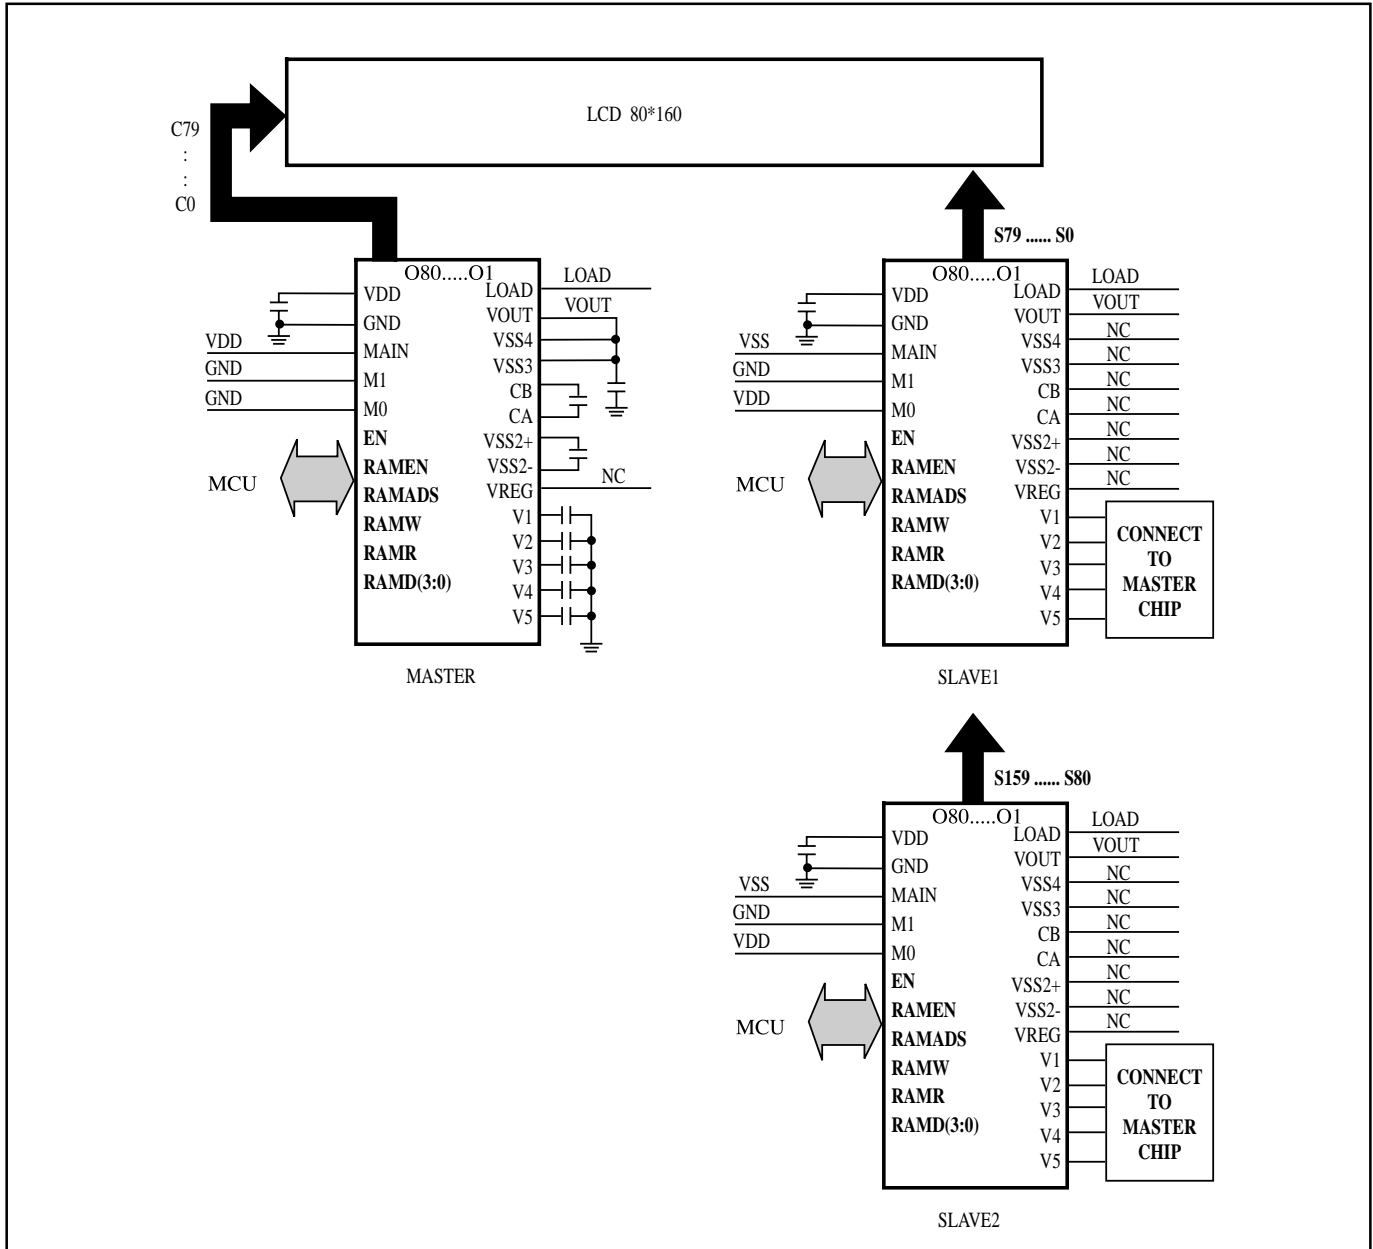 LCD 80*160
C79
:
:
C0
S79 ...... S0
O80.....O1
VDD
GND
MAIN
M1
M0
EN
RAMEN
RAMADS
RAMW
RAMR
RAMD(3:0)
VDD
GND
GND
MCU
LOAD
VOUT
VSS4
VSS3
CB
CA
VSS2+
VSS2-
VREG
V1
V2
V3
V4
V5
LOAD
VOUT
NC
MASTER
O80.....O1
VDD
GND
MAIN
M1
M0
EN
RAMEN
RAMADS
RAMW
RAMR
RAMD(3:0)
VSS
GND
VDD
MCU
LOAD
VOUT
VSS4
VSS3
CB
CA
VSS2+
VSS2-
VREG
V1
V2
V3
V4
V5
LOAD
VOUT
NC
NC
NC
NC
NC
NC
NC
CONNECT
TO
MASTER
CHIP
SLAVE1
S159 ...... S80
O80.....O1
VDD
GND
MAIN
M1
M0
EN
RAMEN
RAMADS
RAMW
RAMR
RAMD(3:0)
VSS
GND
VDD
MCU
LOAD
VOUT
VSS4
VSS3
CB
CA
VSS2+
VSS2-
VREG
V1
V2
V3
V4
V5
LOAD
VOUT
NC
NC
NC
NC
NC
NC
NC
CONNECT
TO
MASTER
CHIP
SLAVE2